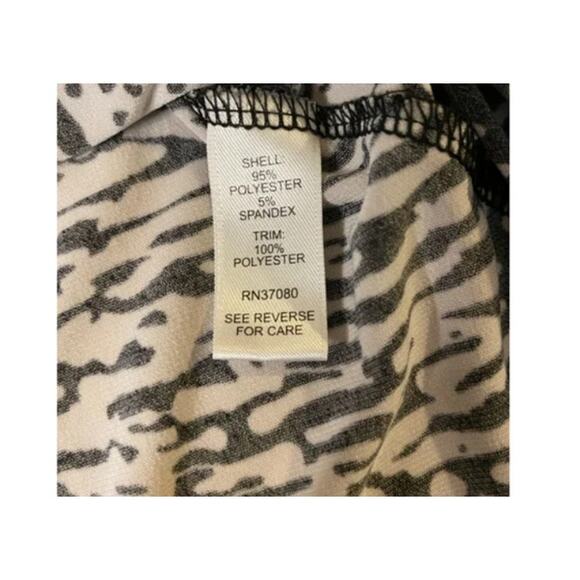 SHELL:
95%
POLYESTER
5%
SPANDEX
TRIM:
100%
POLYESTER
RN37080
SEE REVERSE
FOR CARE